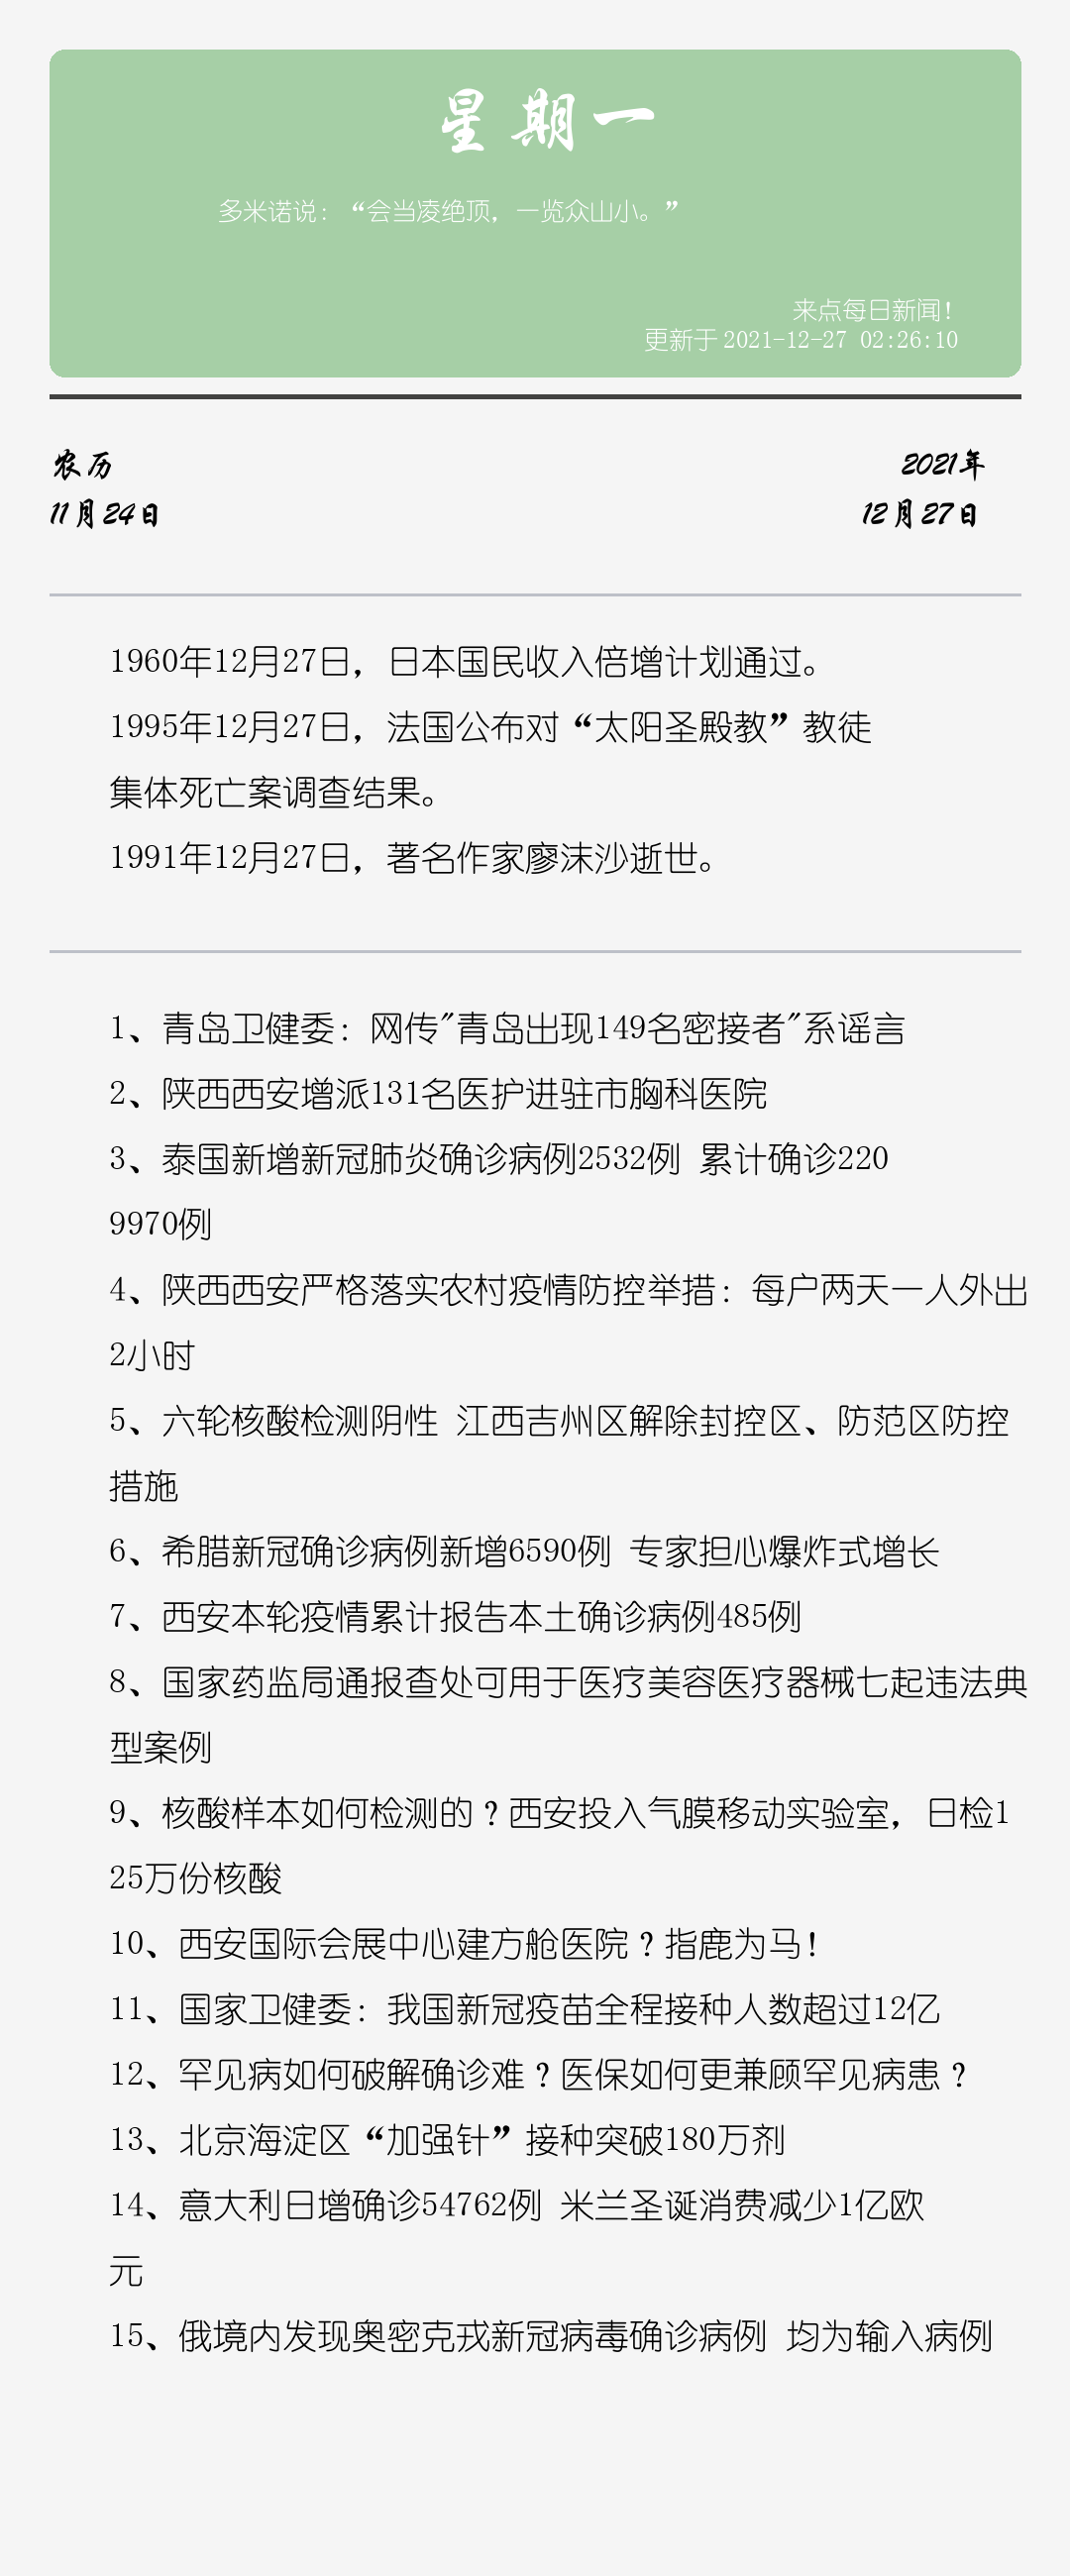 星期一
多米诺说：“会当凌绝顶，一览众山小。”
来点每日新闻！
更新于 2021-12-27 02:26:10
农历
2021年
11月24日
12月27日
1960年12月27日，日本国民收入倍增计划通过。
1995年12月27日，法国公布对“太阳圣殿教”教徒
集体死亡案调查结果。
1991年12月27日，著名作家廖沫沙逝世。
1、青岛卫健委：网传"青岛出现149名密接者"系谣言
2、陕西西安增派131名医护进驻市胸科医院
3、泰国新增新冠肺炎确诊病例2532例 累计确诊220
9970例
4、陕西西安严格落实农村疫情防控举措：每户两天一人外出
2小时
5、六轮核酸检测阴性 江西吉州区解除封控区、防范区防控
措施
6、希腊新冠确诊病例新增6590例 专家担心爆炸式增长
7、西安本轮疫情累计报告本土确诊病例485例
8、国家药监局通报查处可用于医疗美容医疗器械七起违法典
型案例
9、核酸样本如何检测的？西安投入气膜移动实验室，日检1
25万份核酸
10、西安国际会展中心建方舱医院？指鹿为马！
11、国家卫健委：我国新冠疫苗全程接种人数超过12亿
12、罕见病如何破解确诊难？医保如何更兼顾罕见病患？
13、北京海淀区“加强针”接种突破180万剂
14、意大利日增确诊54762例 米兰圣诞消费减少1亿欧
元
15、俄境内发现奥密克戎新冠病毒确诊病例 均为输入病例